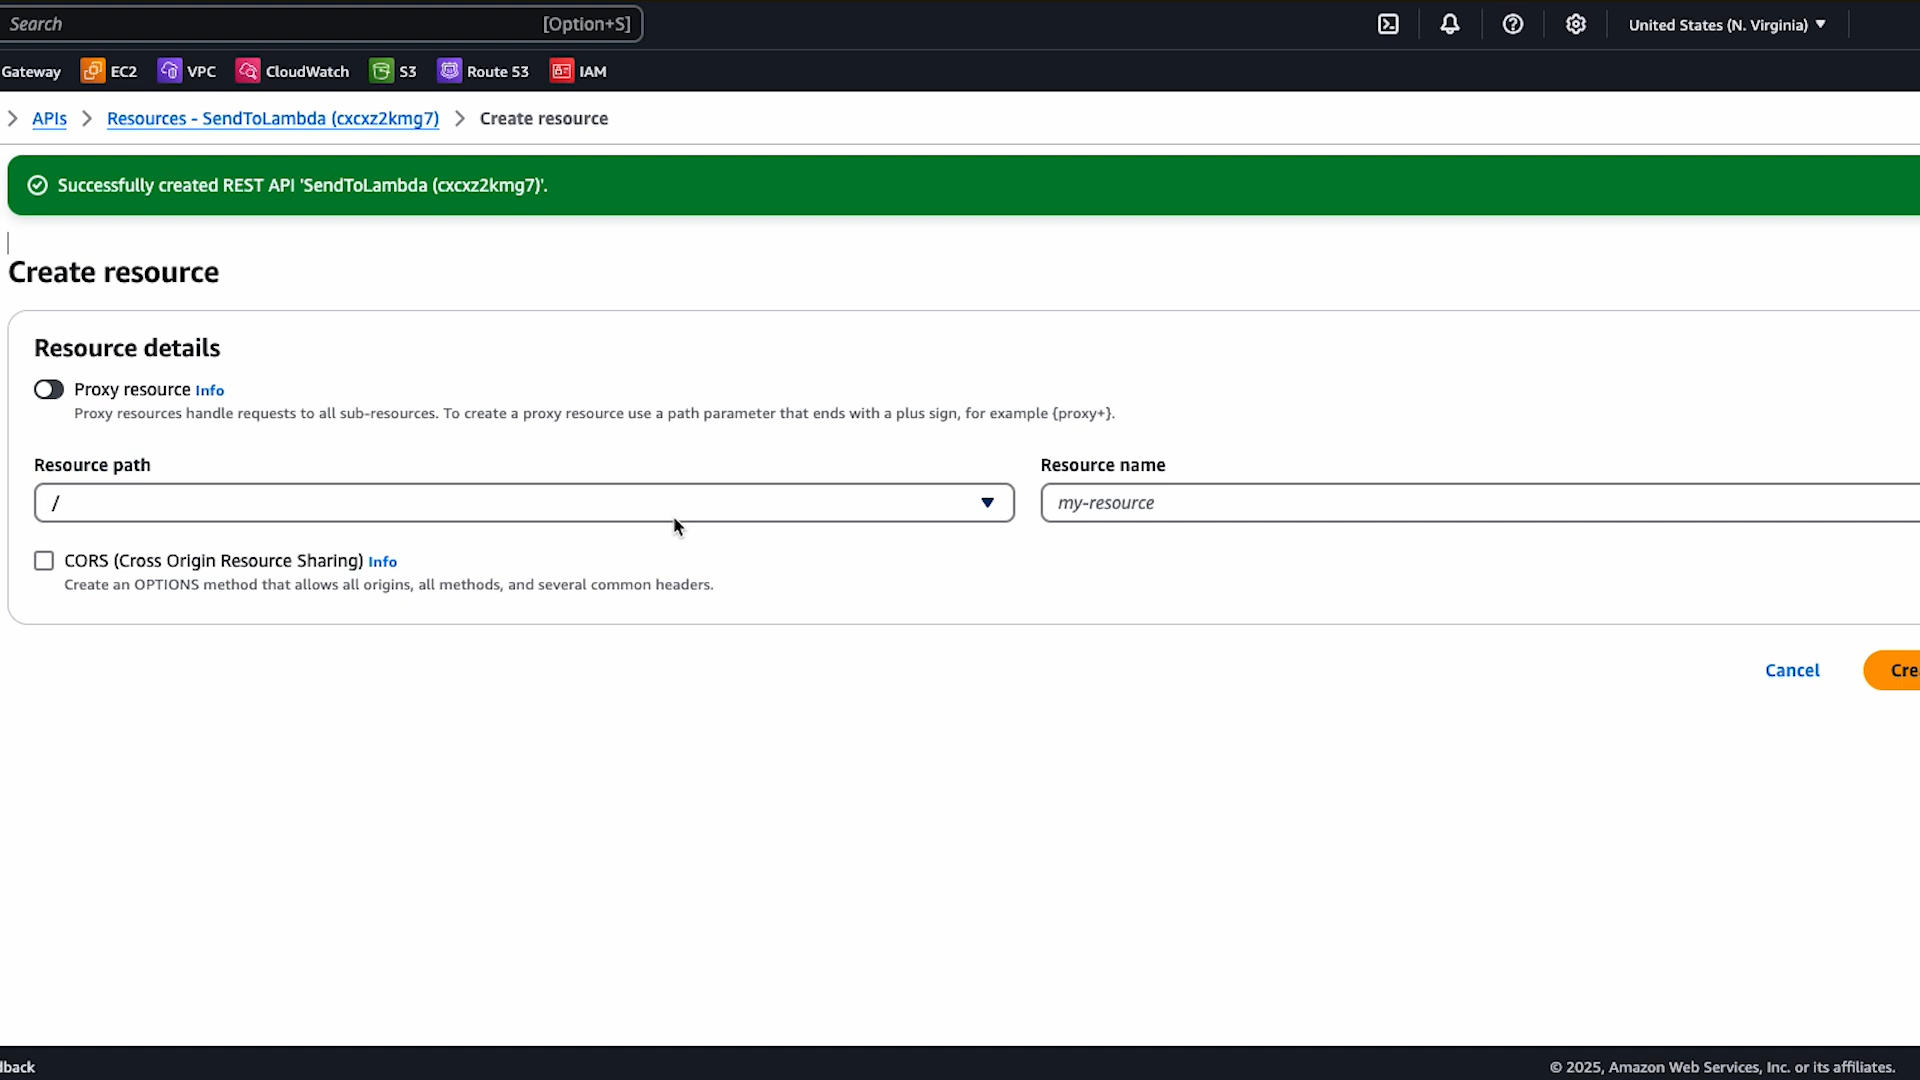 Search [Option+S] United States (N. Virginia)
Gateway EC2 VPC CloudWatch S3 Route 53 IAM
APIs Resources - SendToLambda (cxcxz2kmg7) Create resource
Successfully created REST API 'SendToLambda (cxcxz2kmg7)'.
Create resource
Resource details
Proxy resource Info
Proxy resources handle requests to all sub-resources. To create a proxy resource use a path parameter that ends with a plus sign, for example {proxy+}.
Resource path Resource name
/ my-resource
CORS (Cross Origin Resource Sharing) Info
Create an OPTIONS method that allows all origins, all methods, and several common headers.
Cancel Cre
dback © 2025, Amazon Web Services, Inc. or its affiliates.